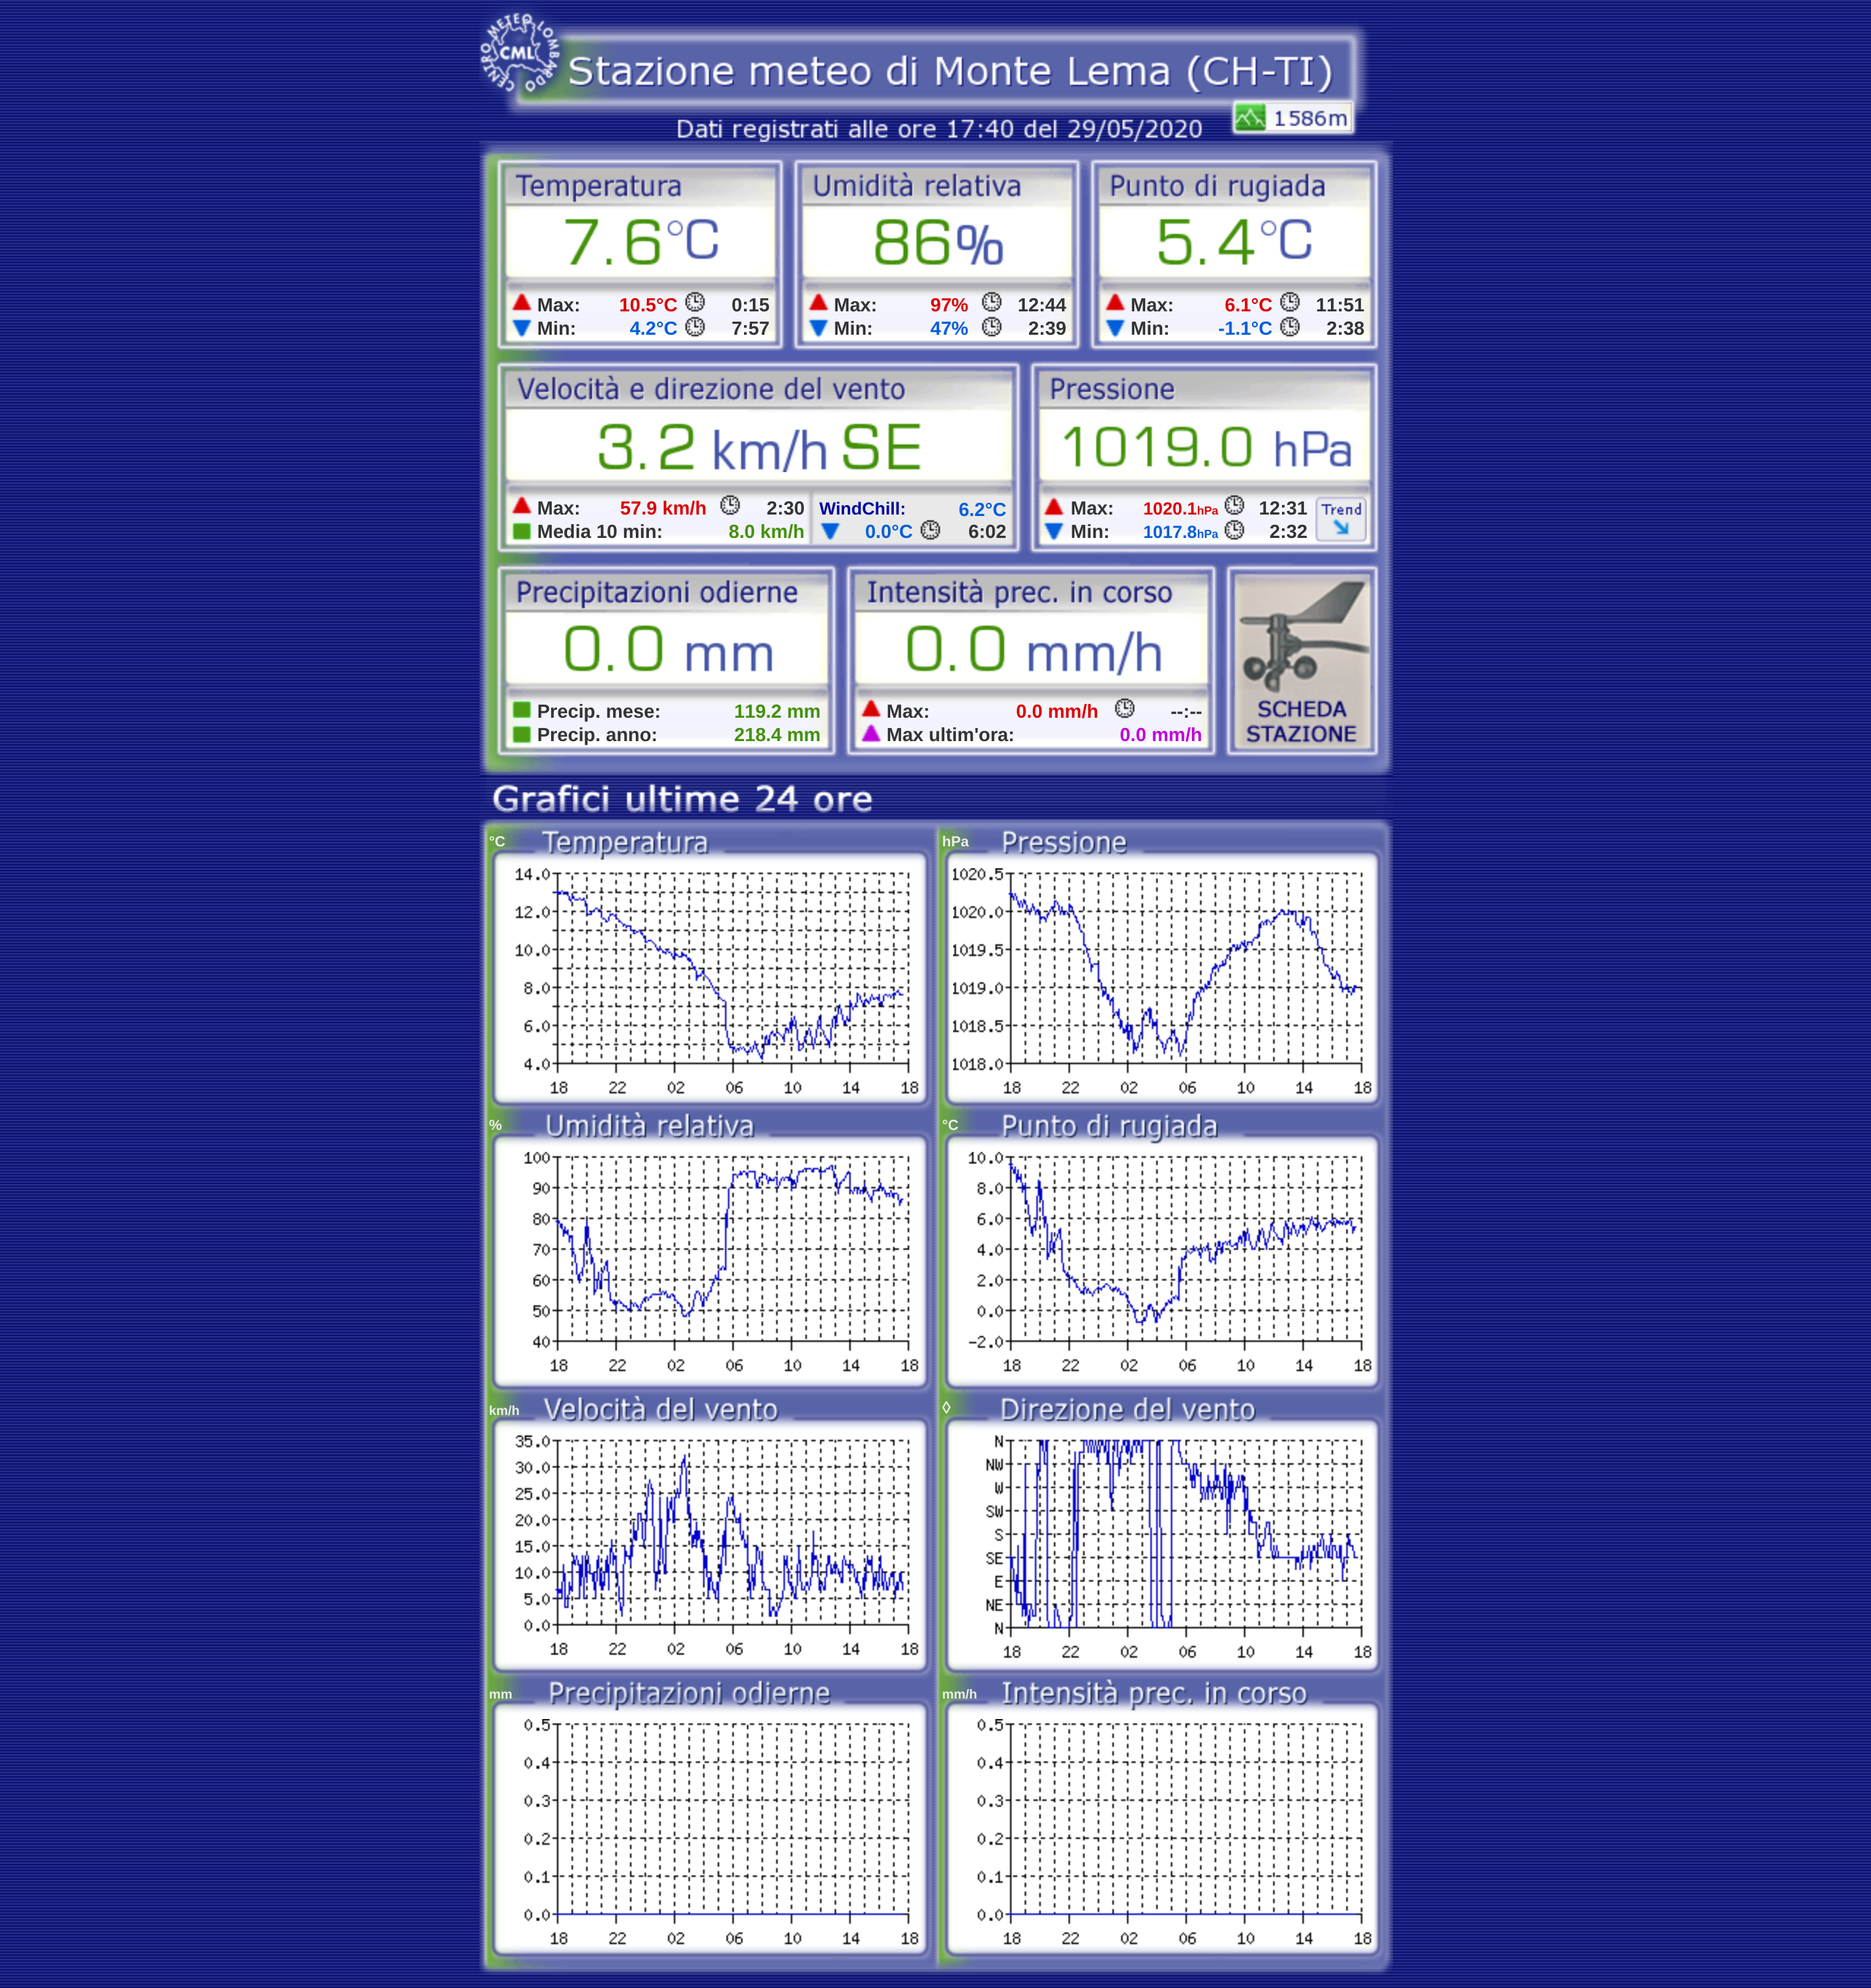 CENTRO METEO LOMBARDO
CML
Stazione meteo di Monte Lema (CH-TI)
1586m
Dati registrati alle ore 17:40 del 29/05/2020
Temperatura
7.6°C
Max: 10.5°C 0:15
Min: 4.2°C 7:57
Umidità relativa
86%
Max: 97% 12:44
Min: 47% 2:39
Punto di rugiada
5.4°C
Max: 6.1°C 11:51
Min: -1.1°C 2:38
Velocità e direzione del vento
3.2 km/h SE
Max: 57.9 km/h 2:30
Media 10 min: 8.0 km/h
WindChill: 6.2°C
0.0°C 6:02
Pressione
1019.0 hPa
Max: 1020.1hPa 12:31
Min: 1017.8hPa 2:32
Trend
Precipitazioni odierne
0.0 mm
Precip. mese: 119.2 mm
Precip. anno: 218.4 mm
Intensità prec. in corso
0.0 mm/h
Max: 0.0 mm/h --:--
Max ultim'ora: 0.0 mm/h
SCHEDA
STAZIONE
Grafici ultime 24 ore
°C Temperatura
14.0
12.0
10.0
8.0
6.0
4.0
18 22 02 06 10 14 18
hPa Pressione
1020.5
1020.0
1019.5
1019.0
1018.5
1018.0
18 22 02 06 10 14 18
% Umidità relativa
100
90
80
70
60
50
40
18 22 02 06 10 14 18
°C Punto di rugiada
10.0
8.0
6.0
4.0
2.0
0.0
-2.0
18 22 02 06 10 14 18
km/h Velocità del vento
35.0
30.0
25.0
20.0
15.0
10.0
5.0
0.0
18 22 02 06 10 14 18
◊ Direzione del vento
N
NW
W
SW
S
SE
E
NE
N
18 22 02 06 10 14 18
mm Precipitazioni odierne
0.5
0.4
0.3
0.2
0.1
0.0
18 22 02 06 10 14 18
mm/h Intensità prec. in corso
0.5
0.4
0.3
0.2
0.1
0.0
18 22 02 06 10 14 18